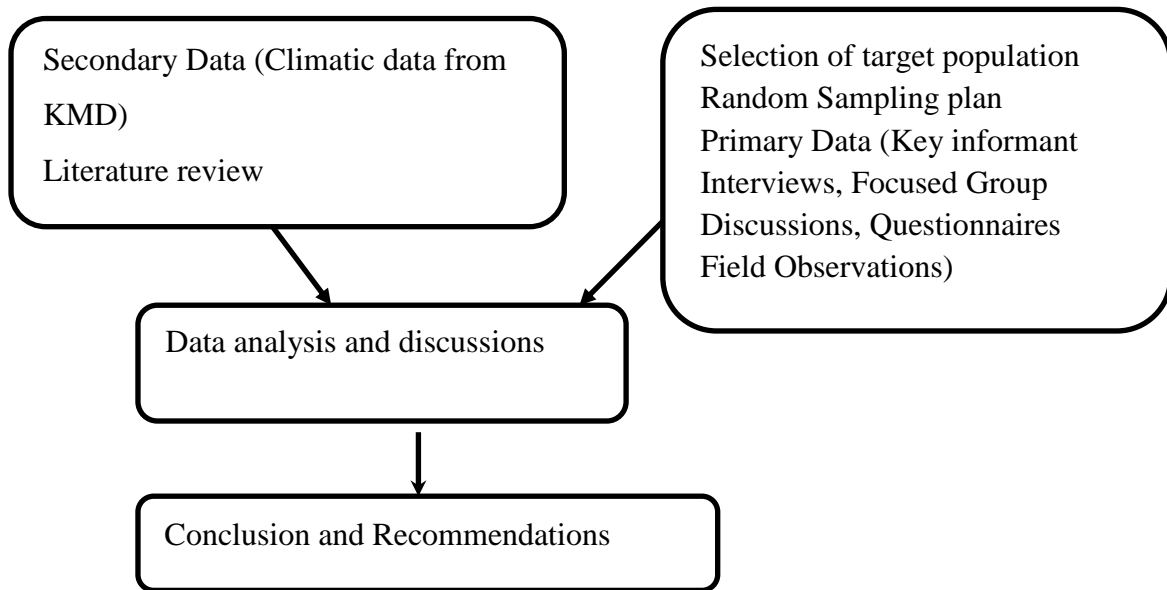 Secondary Data (Climatic data from
KMD)
Literature review
Selection of target population
Random Sampling plan
Primary Data (Key informant
Interviews, Focused Group
Discussions, Questionnaires
Field Observations)
Data analysis and discussions
Conclusion and Recommendations